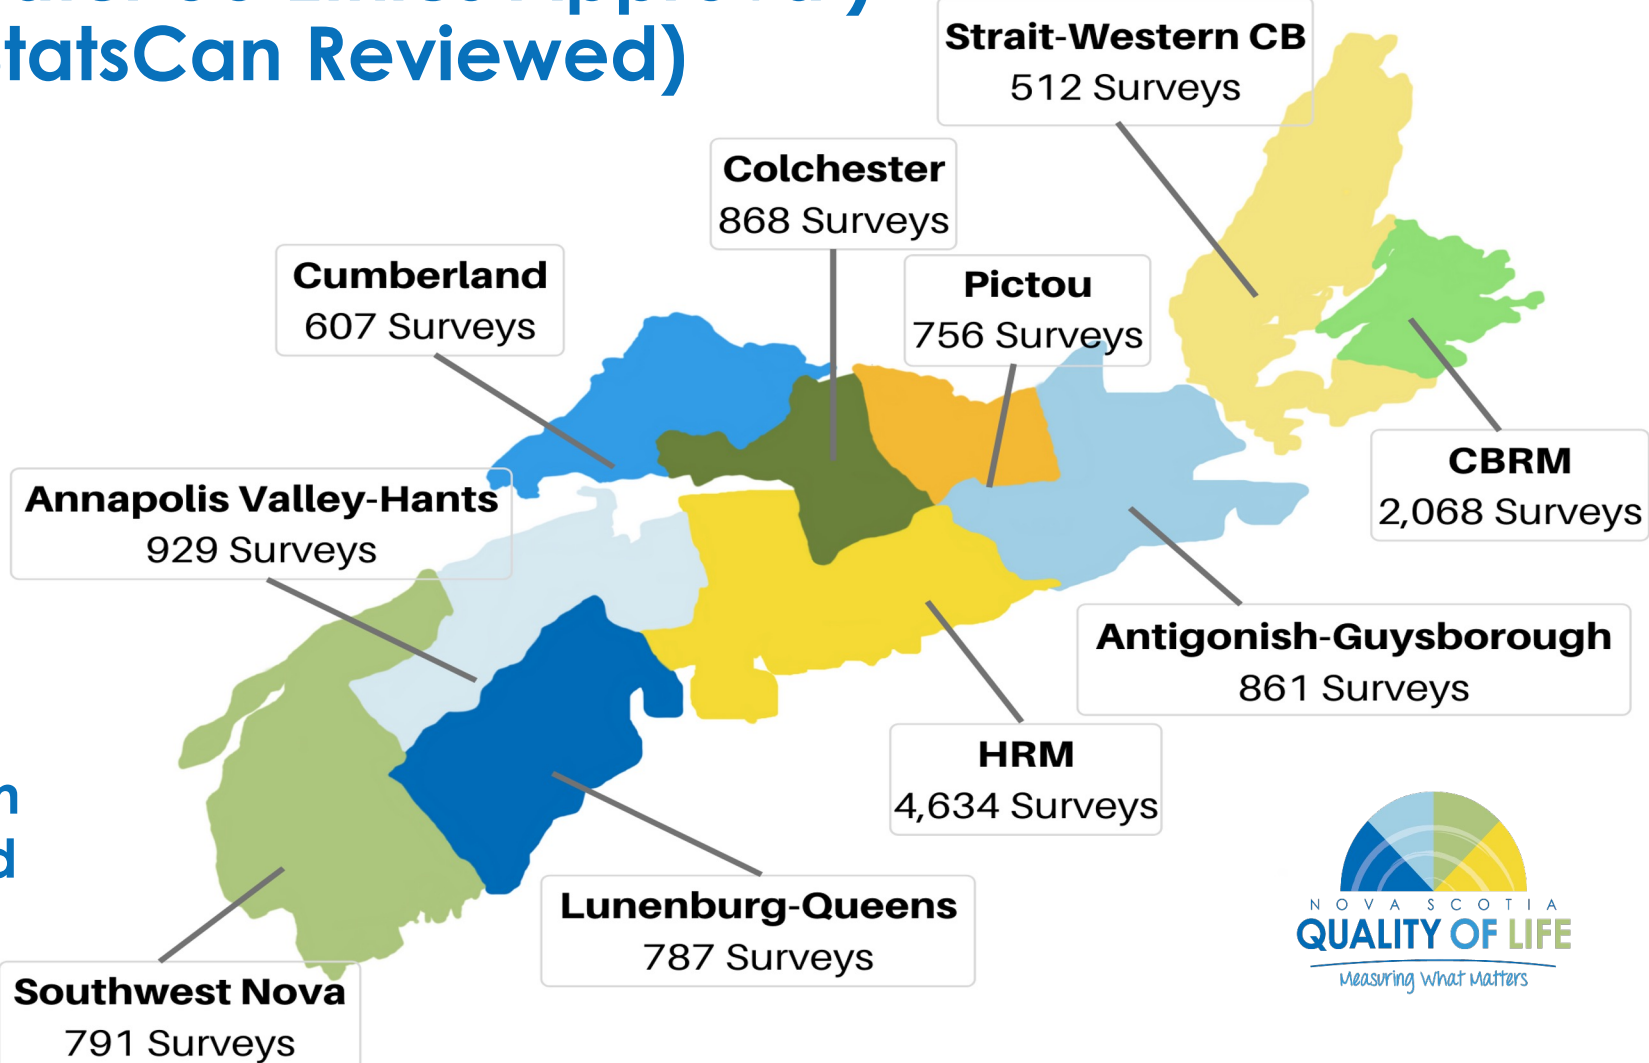 StatsCan Reviewed)
Strait-Western CB
512 Surveys
Colchester
868 Surveys
Cumberland
607 Surveys
Pictou
756 Surveys
Annapolis Valley-Hants
929 Surveys
CBRM
2,068 Surveys
Antigonish-Guysborough
861 Surveys
HRM
4,634 Surveys
Lunenburg-Queens
787 Surveys
Southwest Nova
791 Surveys
NOVA SCOTIA
QUALITY OF LIFE
Measuring What Matters